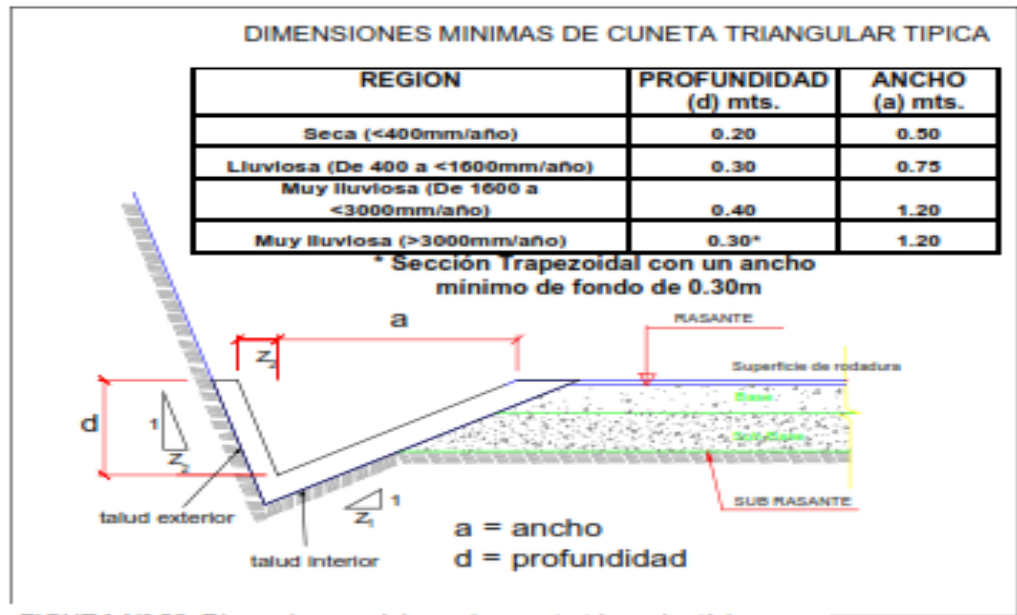 DIMENSIONES MINIMAS DE CUNETA TRIANGULAR TIPICA
REGION PROFUNDIDAD (d) mts. ANCHO (a) mts.
Seca (<400mm/año) 0.20 0.50
Lluviosa (De 400 a <1600mm/año) 0.30 0.75
Muy lluviosa (De 1600 a
<3000mm/año) 0.40 1.20
Muy lluviosa (>3000mm/año) 0.30* 1.20
* Sección Trapezoidal con un ancho
mínimo de fondo de 0.30m
a
RASANTE
Z2
Superficie de rodadura
Base
d
1
Z2
Sub Base
talud exterior
Z1
1
SUB RASANTE
talud interior
a = ancho
d = profundidad